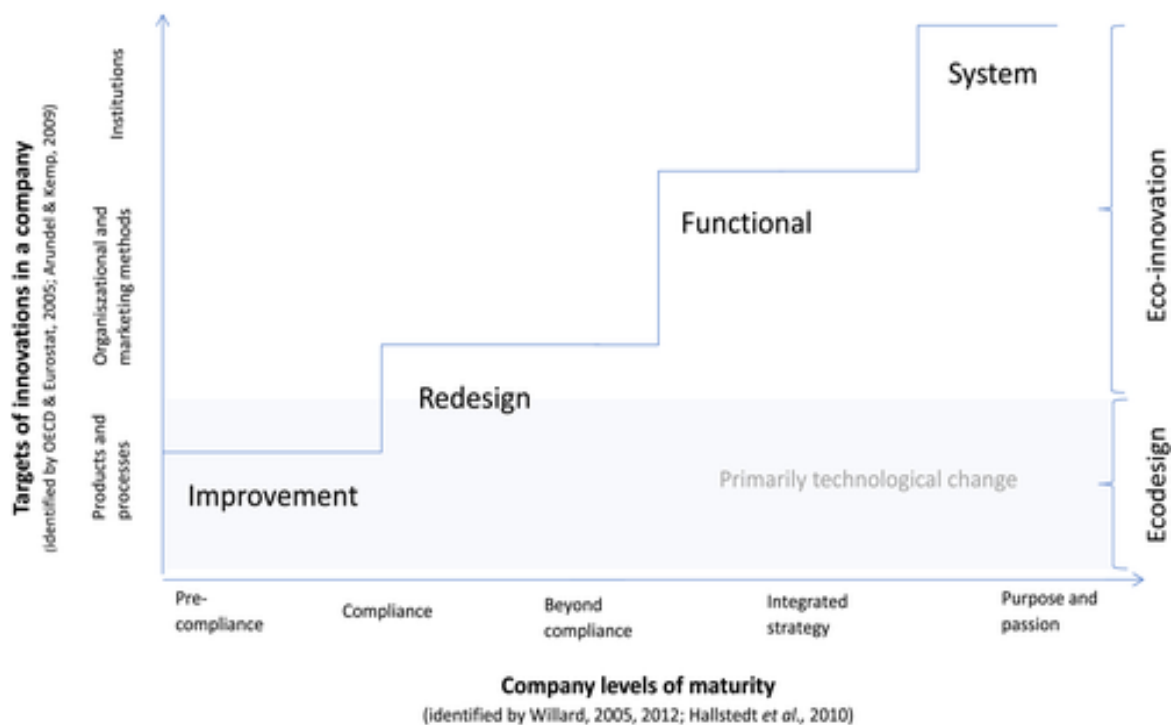 Targets of innovations in a company
(identified by OECD & Eurostat, 2005; Arundel & Kemp, 2009)
Institutions
Organiszational and
marketing methods
Products and
processes
System
Functional
Redesign
Improvement
Primarily technological change
Eco-innovation
Ecodesign
Pre-
compliance
Compliance
Beyond
compliance
Integrated
strategy
Purpose and
passion
Company levels of maturity
(identified by Willard, 2005, 2012; Hallstedt et al., 2010)